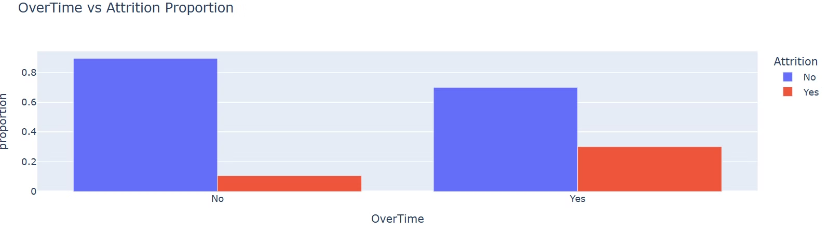 OverTime vs Attrition Proportion
Attrition
No
Yes
proportion
0.8
0.6
0.4
0.2
0
No Yes
OverTime